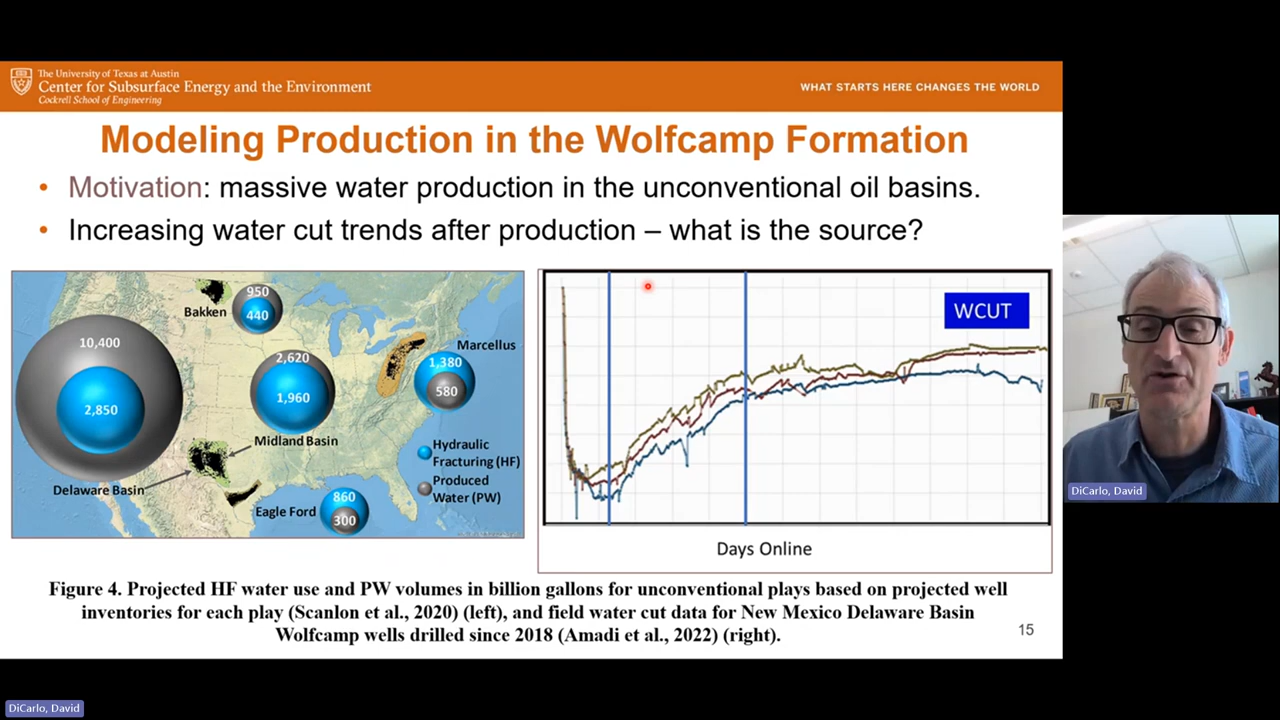 The University of Texas at Austin
Center for Subsurface Energy and the Environment
Cockrell School of Engineering
WHAT STARTS HERE CHANGES THE WORLD
Modeling Production in the Wolfcamp Formation
• Motivation: massive water production in the unconventional oil basins.
• Increasing water cut trends after production – what is the source?
950
Bakken
440
10,400
2,850
2,620
1,960
Midland Basin
Marcellus
1,380
580
Hydraulic
Fracturing (HF)
Produced
Water (PW)
Delaware Basin
Eagle Ford
860
300
WCUT
Days Online
Figure 4. Projected HF water use and PW volumes in billion gallons for unconventional plays based on projected well
inventories for each play (Scanlon et al., 2020) (left), and field water cut data for New Mexico Delaware Basin
Wolfcamp wells drilled since 2018 (Amadi et al., 2022) (right).
15
DiCarlo, David
DiCarlo, David